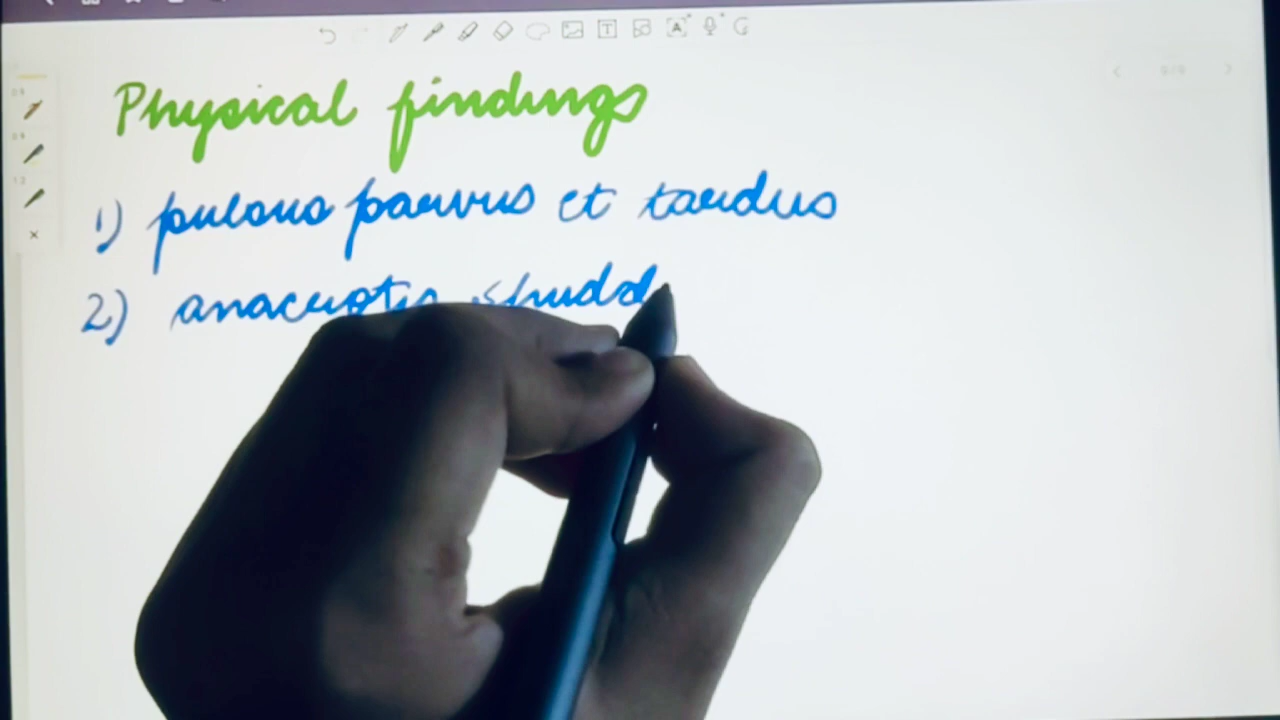 Physical findings
1) pulsus parvus et tardus
2) anacrotic shudd